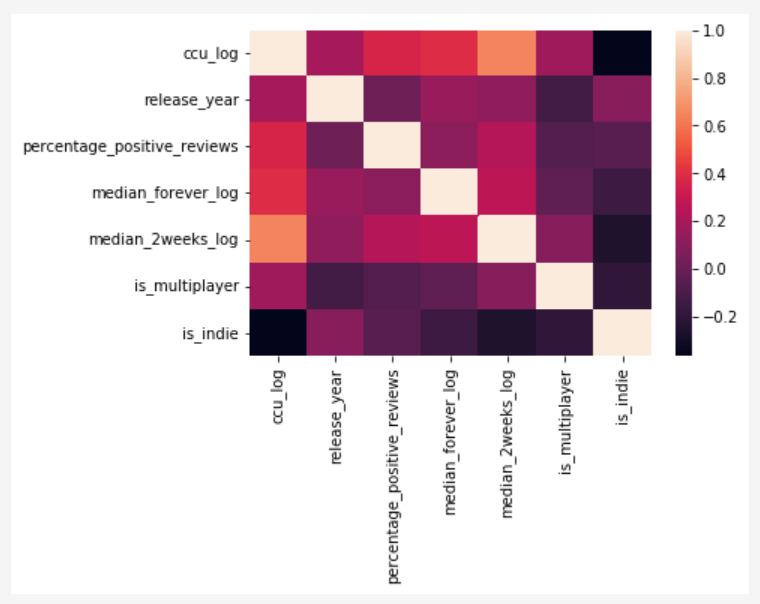 ccu_log
release_year
percentage_positive_reviews
median_forever_log
median_2weeks_log
is_multiplayer
is_indie
ccu_log
release_year
percentage_positive_reviews
median_forever_log
median_2weeks_log
is_multiplayer
is_indie
1.0
0.8
0.6
0.4
0.2
0.0
−0.2